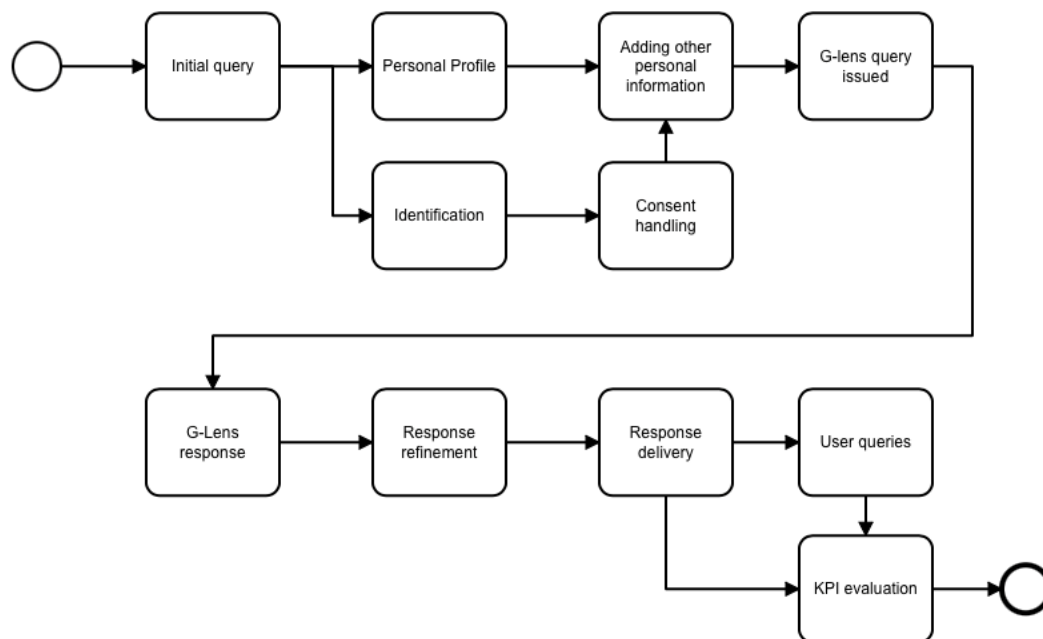 Initial query
Personal Profile
Adding other
personal
information
G-lens query
issued
Identification
Consent
handling
G-Lens
response
Response
refinement
Response
delivery
User queries
KPI evaluation